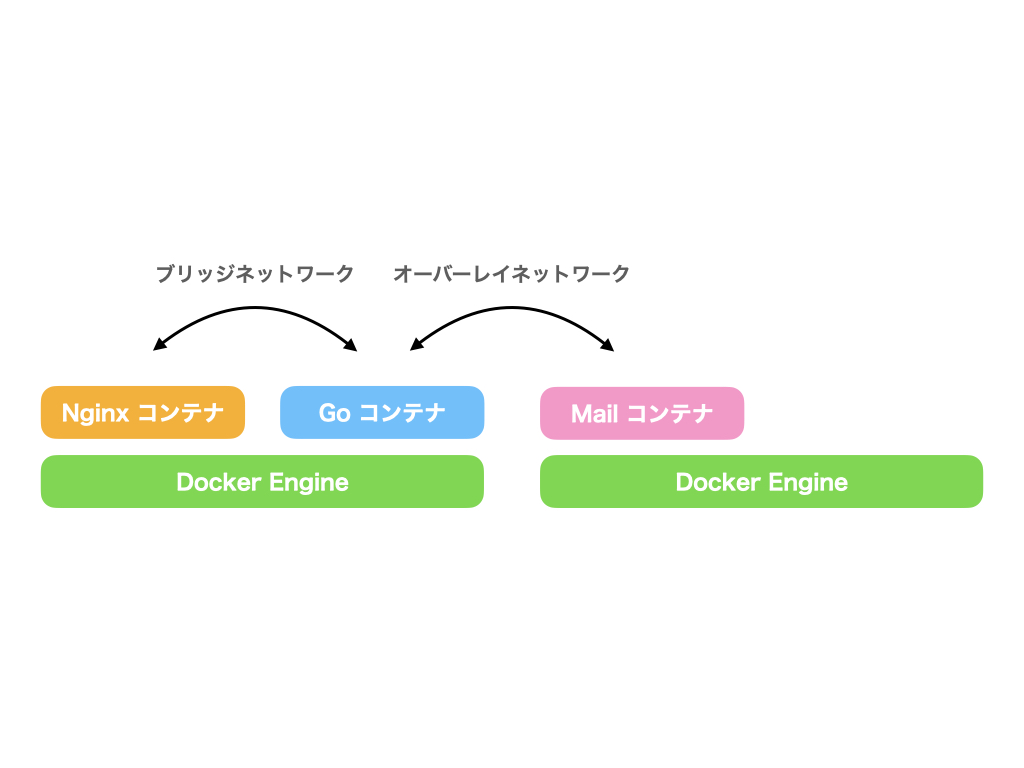 ブリッジネットワーク
オーバーレイネットワーク
Nginx コンテナ
Go コンテナ
Mail コンテナ
Docker Engine
Docker Engine